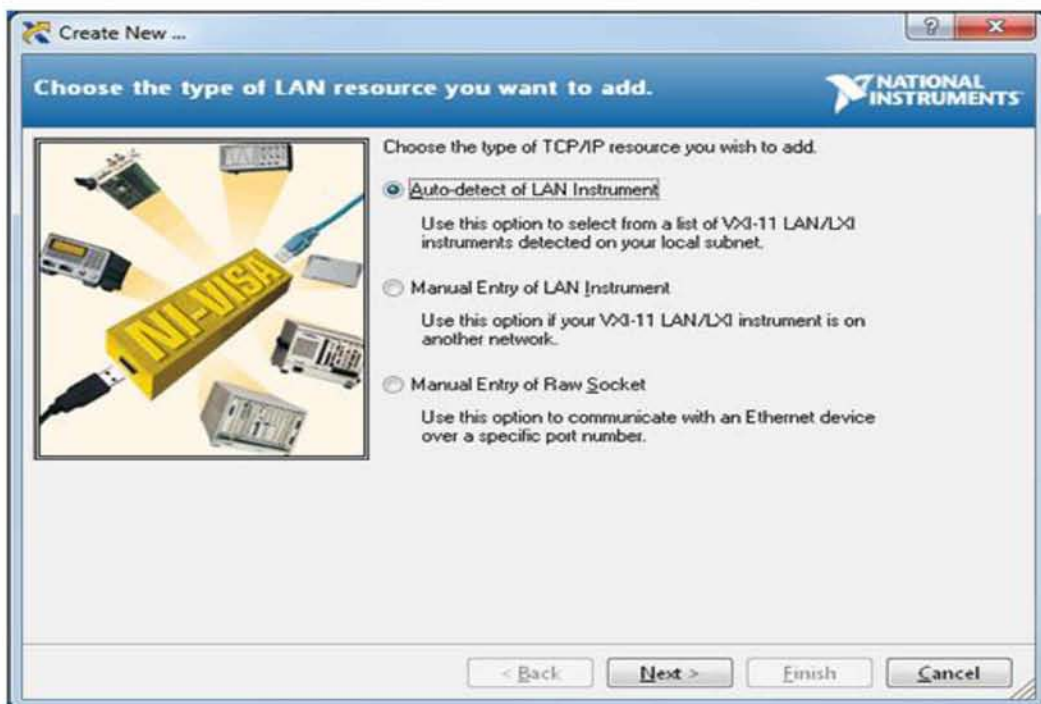 Create New ...
Choose the type of LAN resource you want to add.
NATIONAL
INSTRUMENTS
Choose the type of TCP/IP resource you wish to add.
Auto-detect of LAN Instrument
Use this option to select from a list of VXI-11 LAN/LXI
instruments detected on your local subnet.
Manual Entry of LAN Instrument
Use this option if your VXI-11 LAN/LXI instrument is on
another network.
Manual Entry of Raw Socket
Use this option to communicate with an Ethernet device
over a specific port number.
NI-VISA
< Back
Next >
Finish
Cancel